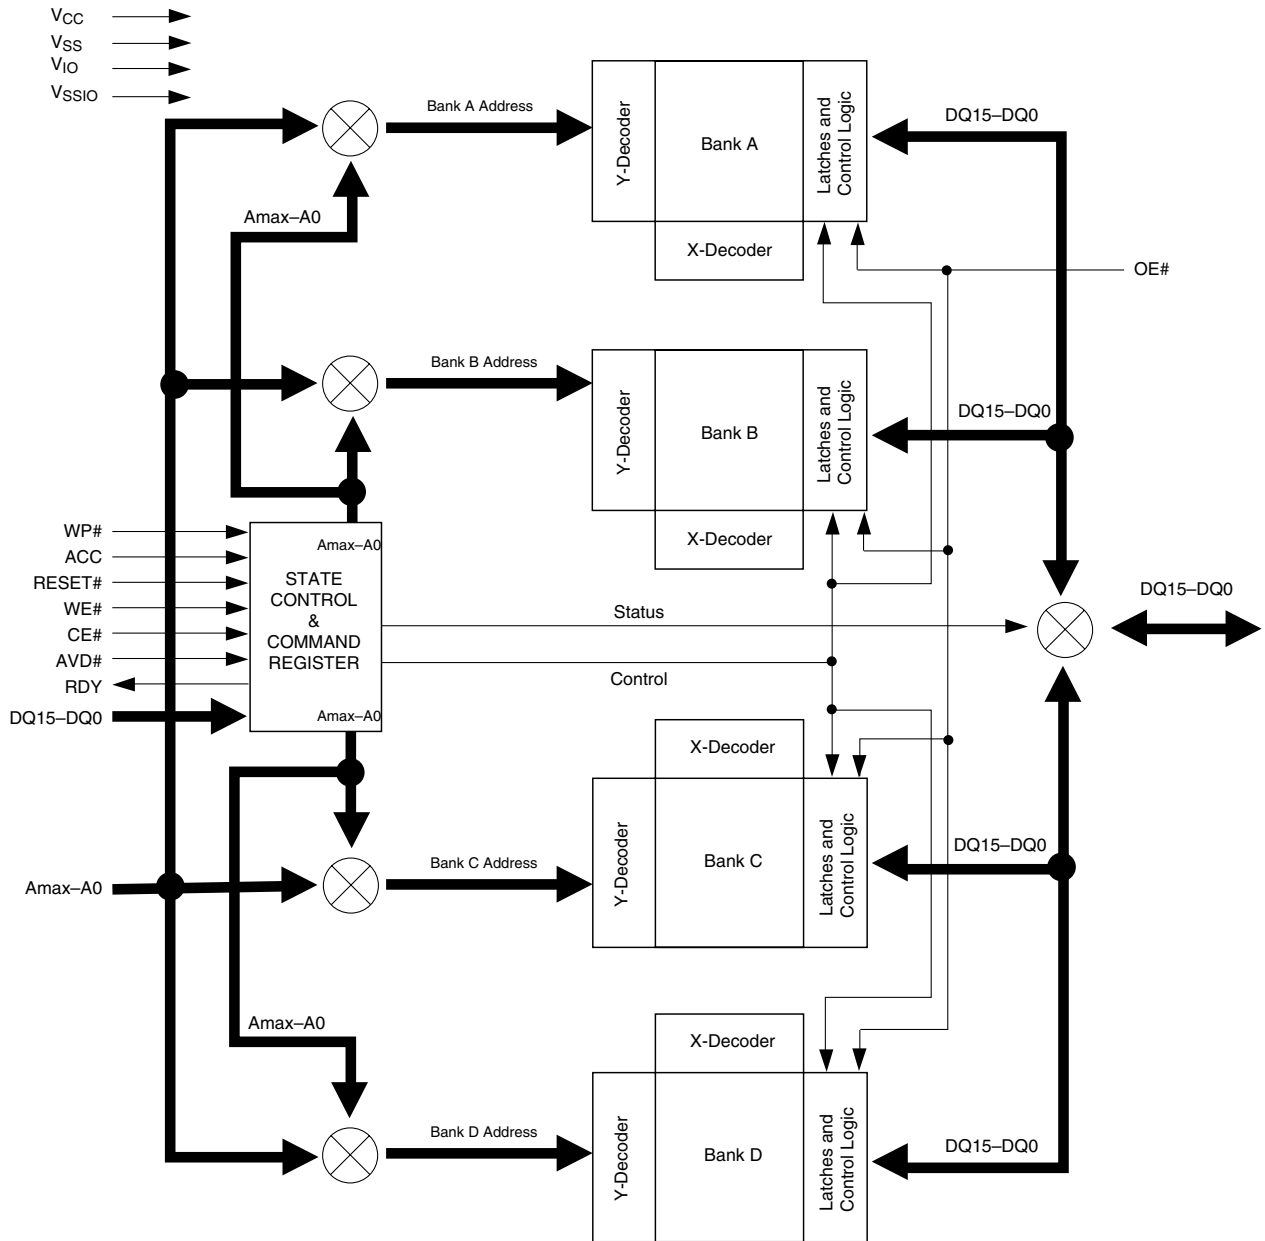 VCC
VSS
VIO
VSSIO
Bank A Address
Y-Decoder
Bank A
Latches and
Control Logic
X-Decoder
DQ15–DQ0
Amax–A0
OE#
Bank B Address
Y-Decoder
Bank B
Latches and
Control Logic
X-Decoder
DQ15–DQ0
WP#
ACC
RESET#
WE#
CE#
AVD#
RDY
DQ15–DQ0
Amax–A0
STATE
CONTROL
&
COMMAND
REGISTER
Amax–A0
Status
Control
DQ15–DQ0
X-Decoder
Amax–A0
Bank C Address
Y-Decoder
Bank C
Latches and
Control Logic
DQ15–DQ0
Amax–A0
X-Decoder
Bank D Address
Y-Decoder
Bank D
Latches and
Control Logic
DQ15–DQ0